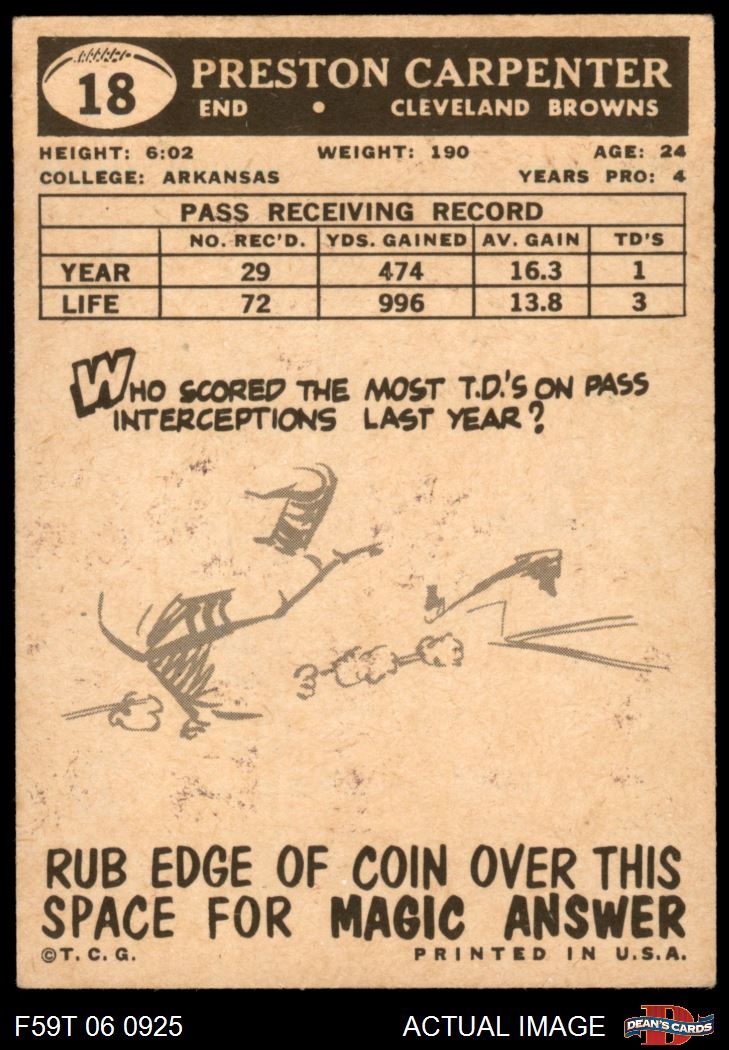 18
PRESTON CARPENTER
END • CLEVELAND BROWNS
HEIGHT: 6:02 WEIGHT: 190 AGE: 24
COLLEGE: ARKANSAS YEARS PRO: 4
PASS RECEIVING RECORD
NO. REC'D. YDS. GAINED AV. GAIN TD'S
YEAR 29 474 16.3 1
LIFE 72 996 13.8 3
WHO SCORED THE MOST T.D.'S ON PASS
INTERCEPTIONS LAST YEAR?
RUB EDGE OF COIN OVER THIS
SPACE FOR MAGIC ANSWER
©T. C. G. PRINTED IN U.S.A.
F59T 06 0925 ACTUAL IMAGE D DEAN'S CARDS